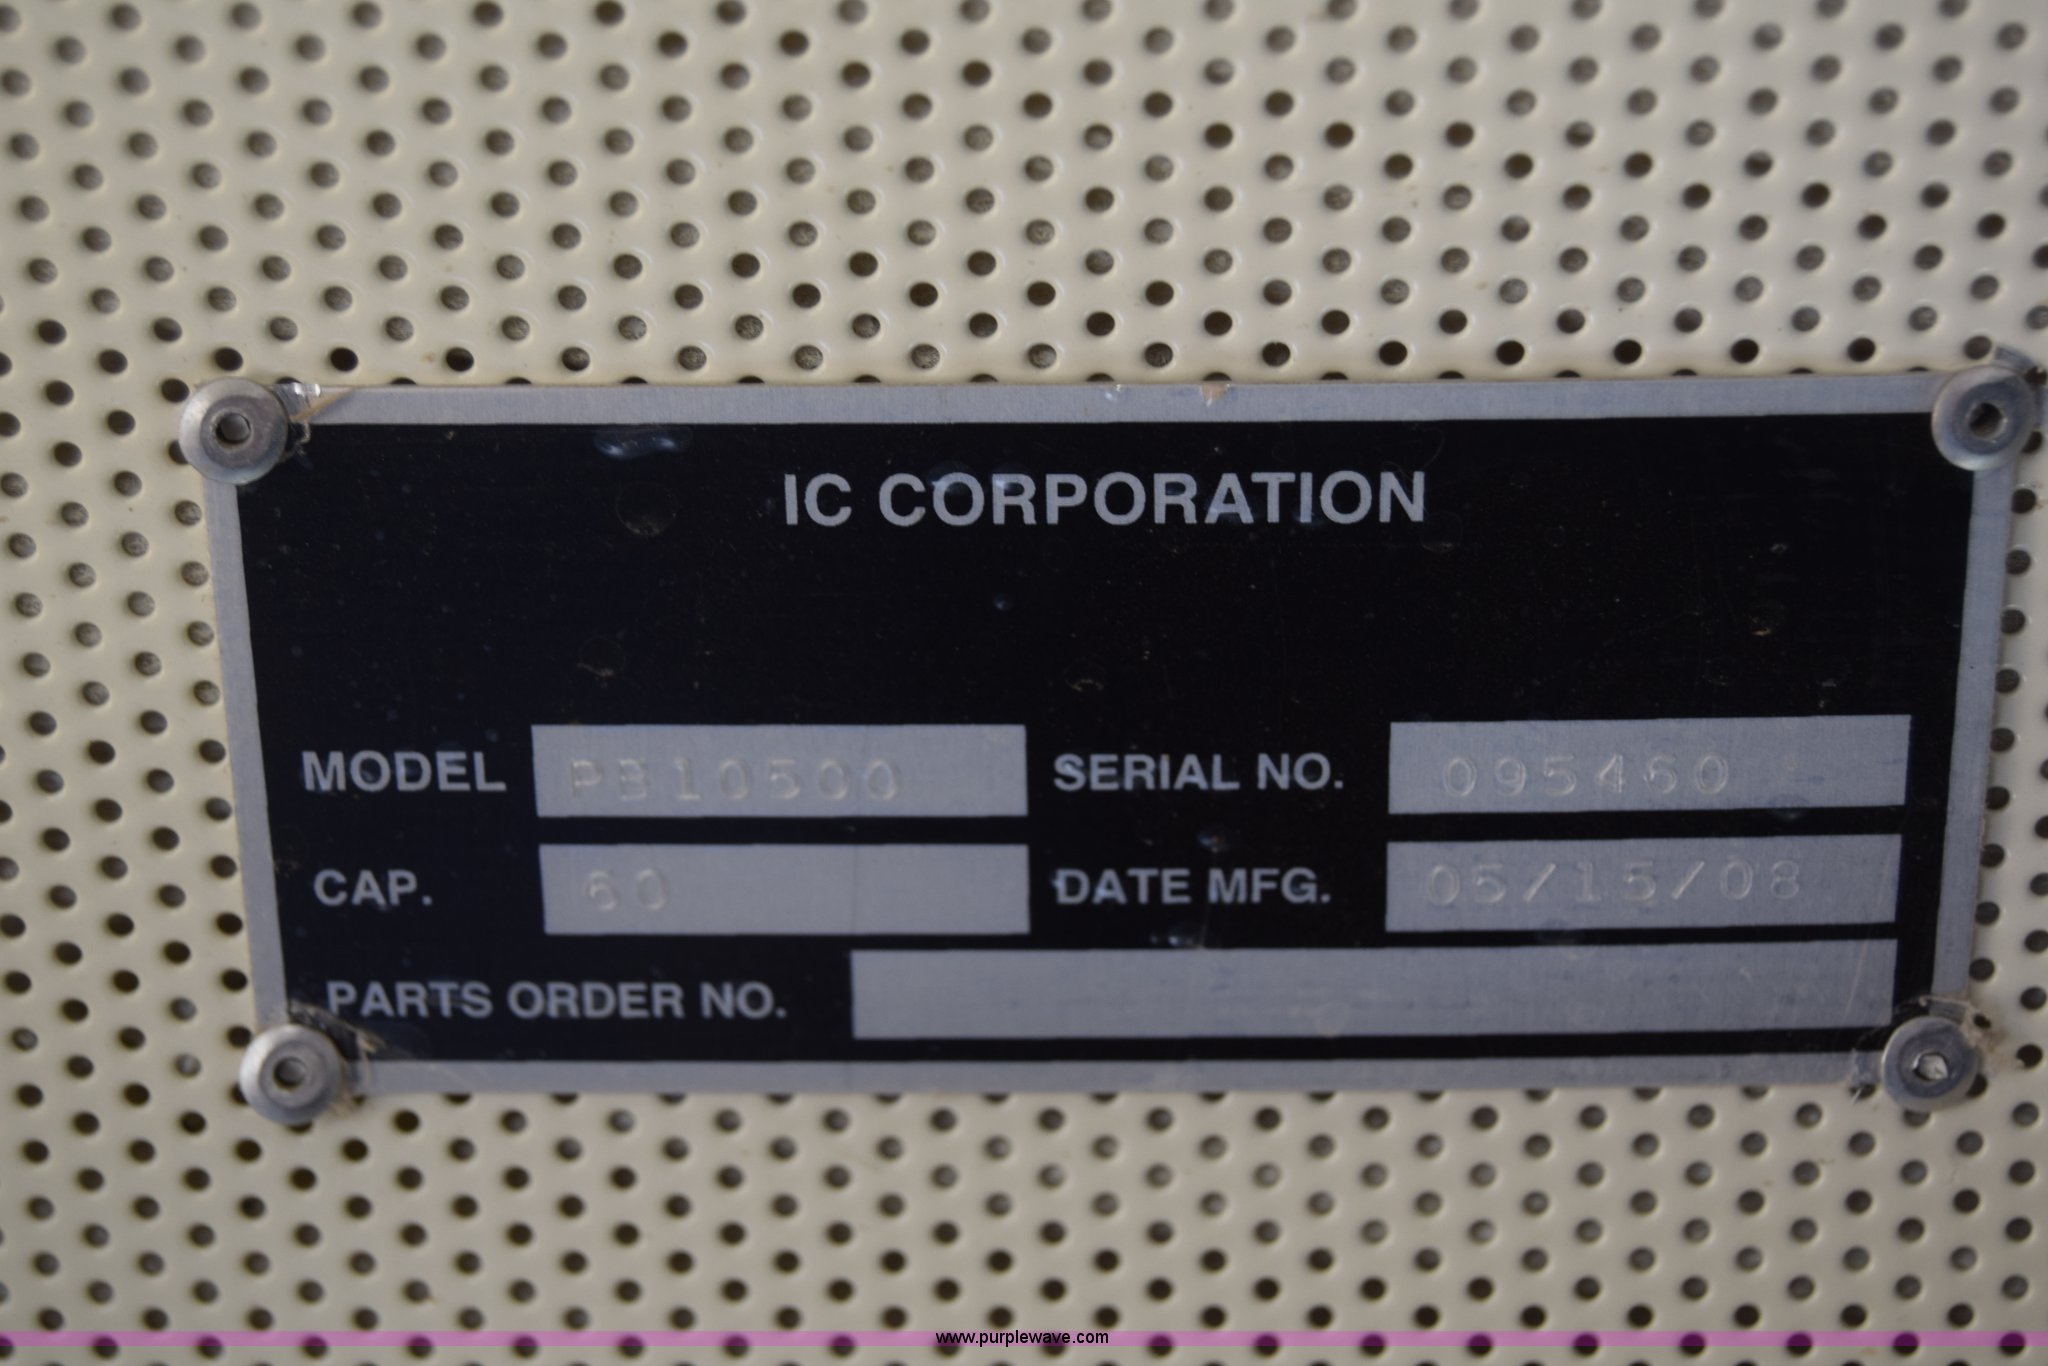 IC CORPORATION
MODEL PB10500 SERIAL NO. 095460
CAP. 60 DATE MFG. 05/15/08
PARTS ORDER NO.
www.purplewave.com